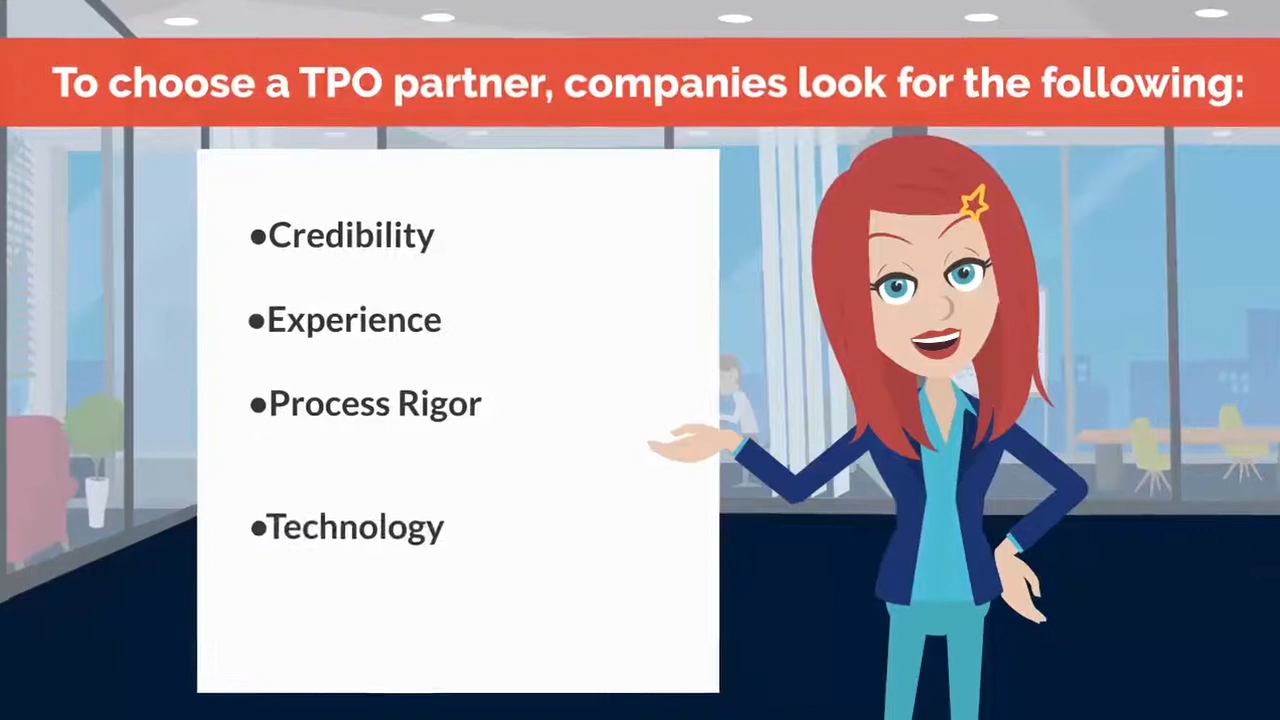 To choose a TPO partner, companies look for the following:
•Credibility
•Experience
•Process Rigor
•Technology